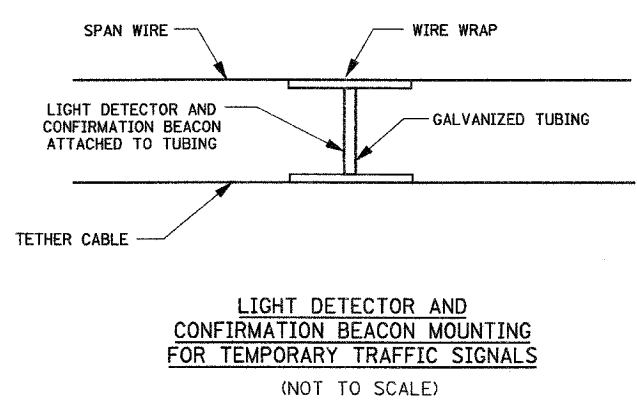 SPAN WIRE
WIRE WRAP
LIGHT DETECTOR AND
CONFIRMATION BEACON
ATTACHED TO TUBING
GALVANIZED TUBING
TETHER CABLE
LIGHT DETECTOR AND
CONFIRMATION BEACON MOUNTING
FOR TEMPORARY TRAFFIC SIGNALS
(NOT TO SCALE)